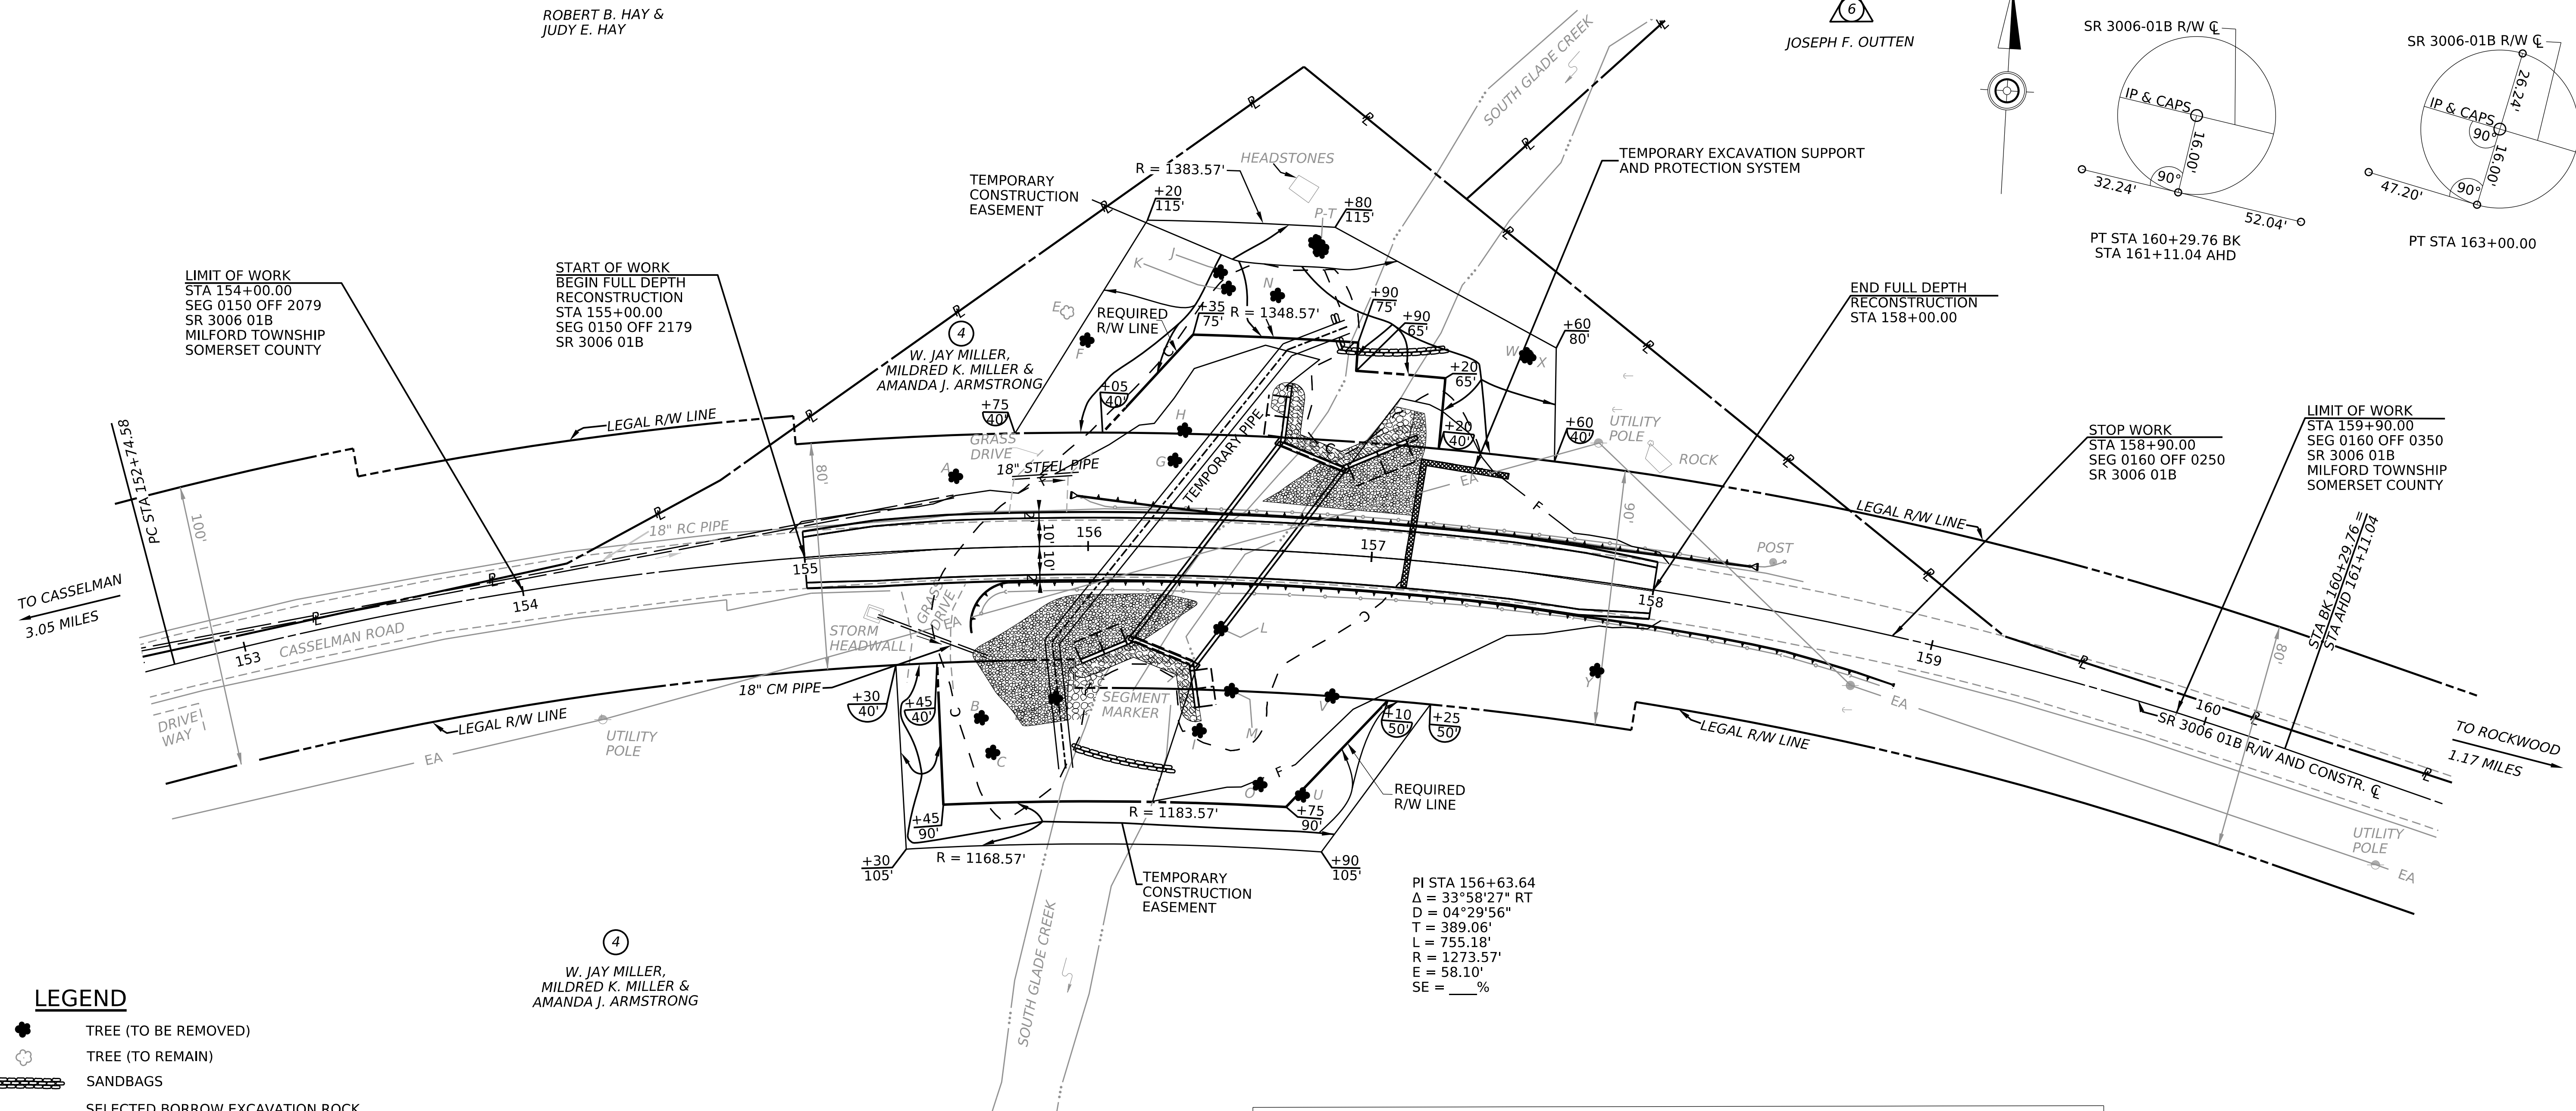 ROBERT B. HAY &
JUDY E. HAY
6
JOSEPH F. OUTTEN
SOUTH GLADE CREEK
SR 3006-01B R/W ℄
IP & CAPS
16.00'
90°
32.24'
52.04'
PT STA 160+29.76 BK
STA 161+11.04 AHD
SR 3006-01B R/W ℄
26.24'
IP & CAPS
90°
16.00'
90°
47.20'
PT STA 163+00.00
TEMPORARY EXCAVATION SUPPORT
AND PROTECTION SYSTEM
HEADSTONES
R = 1383.57'
TEMPORARY
CONSTRUCTION
EASEMENT
+20
115'
+80
115'
P-T
J
K
N
E
F
+35
75'
R = 1348.57'
REQUIRED
R/W LINE
+90
75'
+90
65'
+60
80'
W
X
+20
65'
LIMIT OF WORK
STA 154+00.00
SEG 0150 OFF 2079
SR 3006 01B
MILFORD TOWNSHIP
SOMERSET COUNTY
START OF WORK
BEGIN FULL DEPTH
RECONSTRUCTION
STA 155+00.00
SEG 0150 OFF 2179
SR 3006 01B
4
W. JAY MILLER,
MILDRED K. MILLER &
AMANDA J. ARMSTRONG
END FULL DEPTH
RECONSTRUCTION
STA 158+00.00
+05
40'
+75
40'
H
G
A
GRASS
DRIVE
18" STEEL PIPE
TEMPORARY PIPE
+20
40'
+60
40'
UTILITY
POLE
ROCK
EA
F
C
C
LEGAL R/W LINE
STOP WORK
STA 158+90.00
SEG 0160 OFF 0250
SR 3006 01B
LIMIT OF WORK
STA 159+90.00
SEG 0160 OFF 0350
SR 3006 01B
MILFORD TOWNSHIP
SOMERSET COUNTY
LEGAL R/W LINE
PC STA 152+74.58
100'
80'
18" RC PIPE
2'
10'
10'
2'
155
156
157
158
90'
POST
STA BK 160+29.76 =
STA AHD 161+11.04
TO CASSELMAN
3.05 MILES
153
154
CASSELMAN ROAD
STORM
HEADWALL
GRASS
DRIVE
EA
C
L
159
160
80'
SR 3006 01B R/W AND CONSTR. ℄
TO ROCKWOOD
1.17 MILES
DRIVE
WAY
EA
LEGAL R/W LINE
UTILITY
POLE
18" CM PIPE
+30
40'
+45
40'
C
B
C
SEGMENT
MARKER
I
M
V
Y
+10
50'
+25
50'
LEGAL R/W LINE
EA
O
U
F
REQUIRED
R/W LINE
+45
90'
R = 1183.57'
+75
90'
+30
105'
R = 1168.57'
+90
105'
TEMPORARY
CONSTRUCTION
EASEMENT
UTILITY
POLE
EA
PI STA 156+63.64
Δ = 33°58'27" RT
D = 04°29'56"
T = 389.06'
L = 755.18'
R = 1273.57'
E = 58.10'
SE = ____%
SOUTH GLADE CREEK
4
W. JAY MILLER,
MILDRED K. MILLER &
AMANDA J. ARMSTRONG
LEGEND
TREE (TO BE REMOVED)
TREE (TO REMAIN)
SANDBAGS
SELECTED BORROW EXCAVATION ROCK